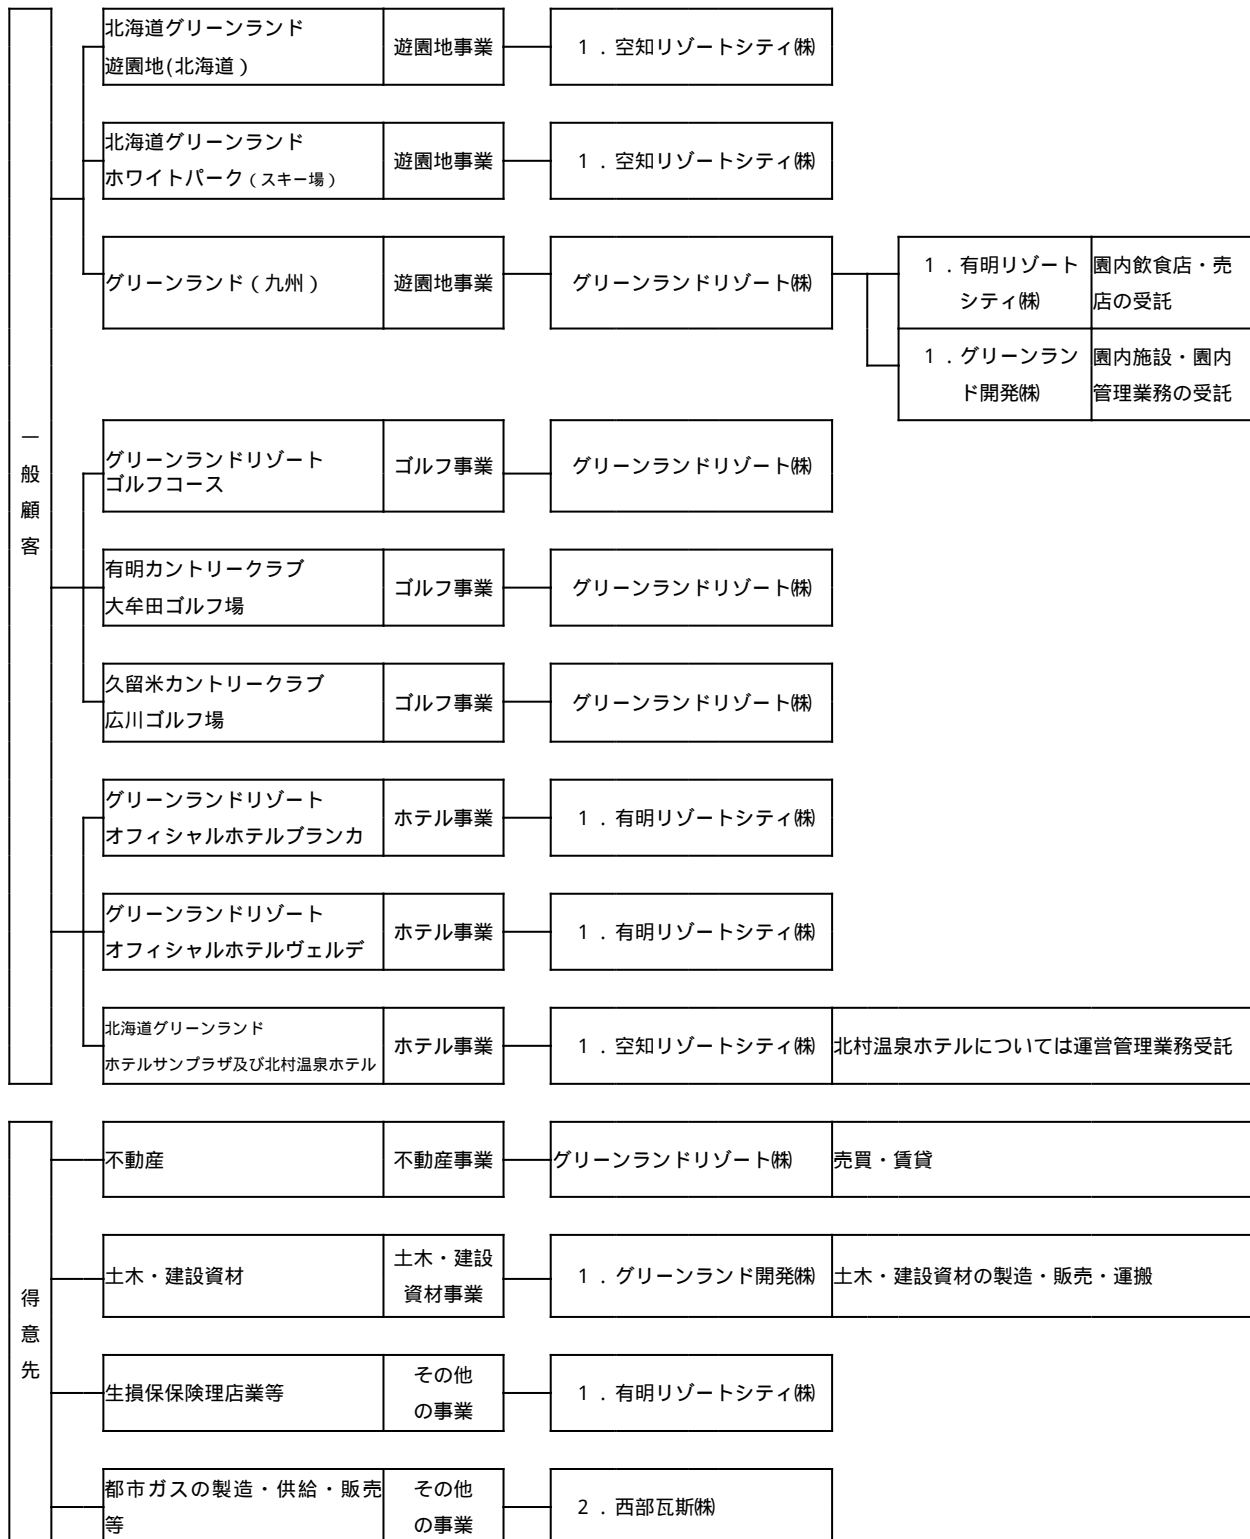 一般顧客
北海道グリーンランド
遊園地(北海道)
遊園地事業
1．空知リゾートシティ㈱
北海道グリーンランド
ホワイトパーク(スキー場)
遊園地事業
1．空知リゾートシティ㈱
グリーンランド(九州)
遊園地事業
グリーンランドリゾート㈱
1．有明リゾート
シティ㈱
園内飲食店・売
店の受託
1．グリーンラン
ド開発㈱
園内施設・園内
管理業務の受託
グリーンランドリゾート
ゴルフコース
ゴルフ事業
グリーンランドリゾート㈱
有明カントリークラブ
大牟田ゴルフ場
ゴルフ事業
グリーンランドリゾート㈱
久留米カントリークラブ
広川ゴルフ場
ゴルフ事業
グリーンランドリゾート㈱
グリーンランドリゾート
オフィシャルホテルブランカ
ホテル事業
1．有明リゾートシティ㈱
グリーンランドリゾート
オフィシャルホテルヴェルデ
ホテル事業
1．有明リゾートシティ㈱
北海道グリーンランド
ホテルサンプラザ及び北村温泉ホテル
ホテル事業
1．空知リゾートシティ㈱
北村温泉ホテルについては運営管理業務受託
得意先
不動産
不動産事業
グリーンランドリゾート㈱
売買・賃貸
土木・建設資材
土木・建設
資材事業
1．グリーンランド開発㈱
土木・建設資材の製造・販売・運搬
生損保保険理店業等
その他
の事業
1．有明リゾートシティ㈱
都市ガスの製造・供給・販売
等
その他
の事業
2．西部瓦斯㈱